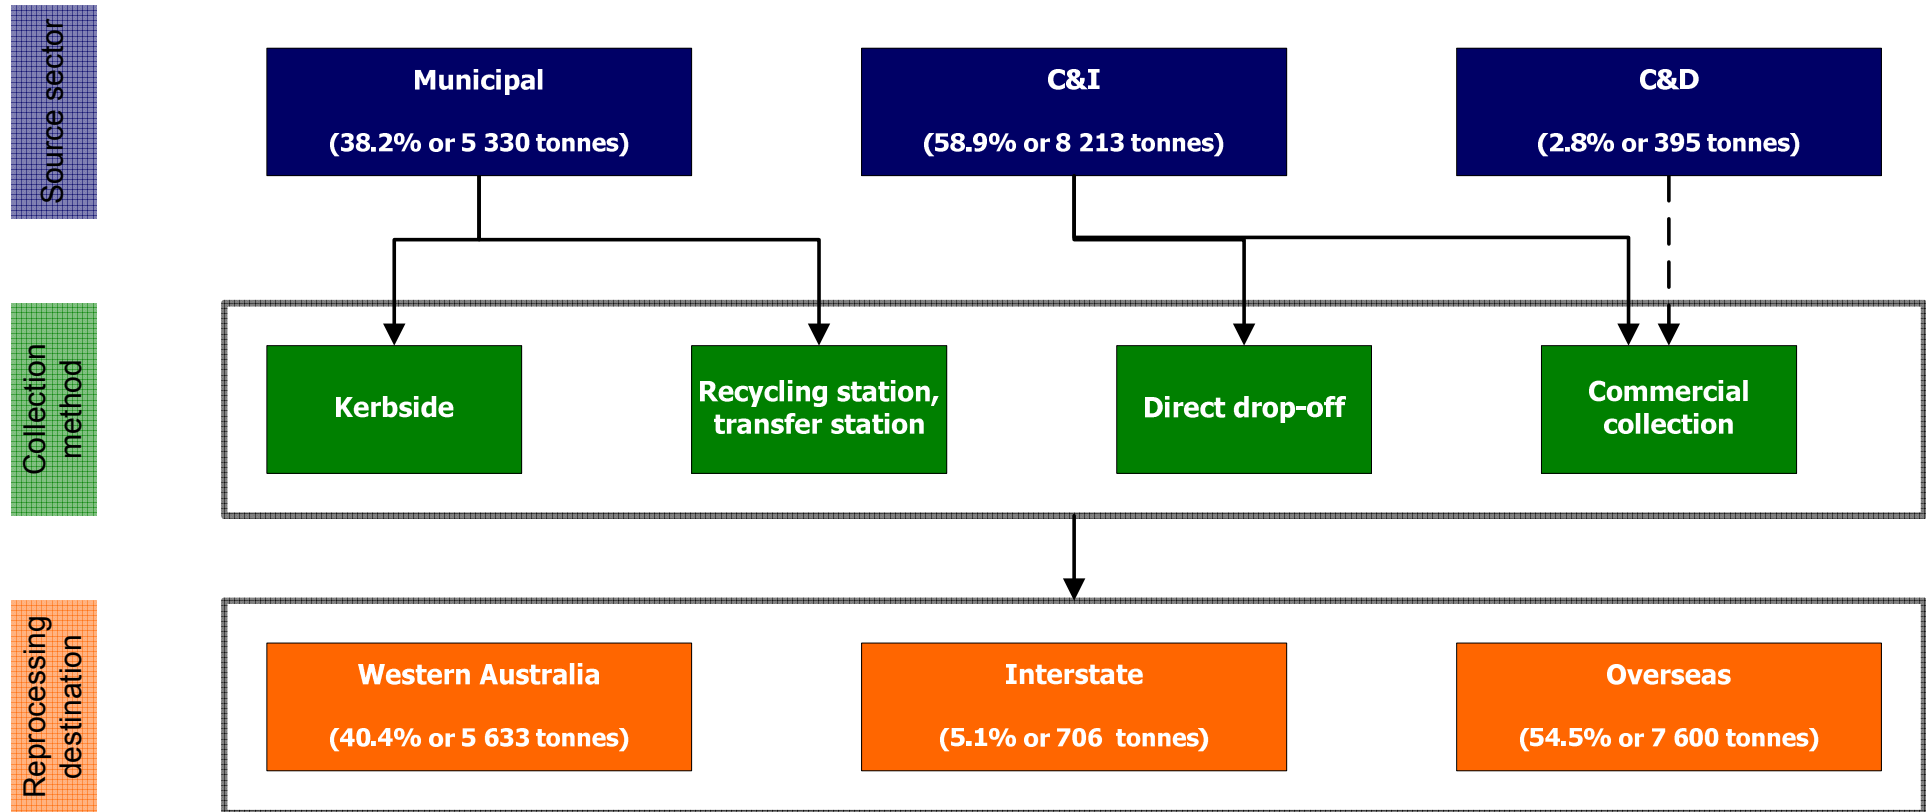 Source sector
Municipal
(38.2% or 5 330 tonnes)
C&I
(58.9% or 8 213 tonnes)
C&D
(2.8% or 395 tonnes)
Collection
method
Kerbside
Recycling station,
transfer station
Direct drop-off
Commercial
collection
Reprocessing
destination
Western Australia
(40.4% or 5 633 tonnes)
Interstate
(5.1% or 706  tonnes)
Overseas
(54.5% or 7 600 tonnes)